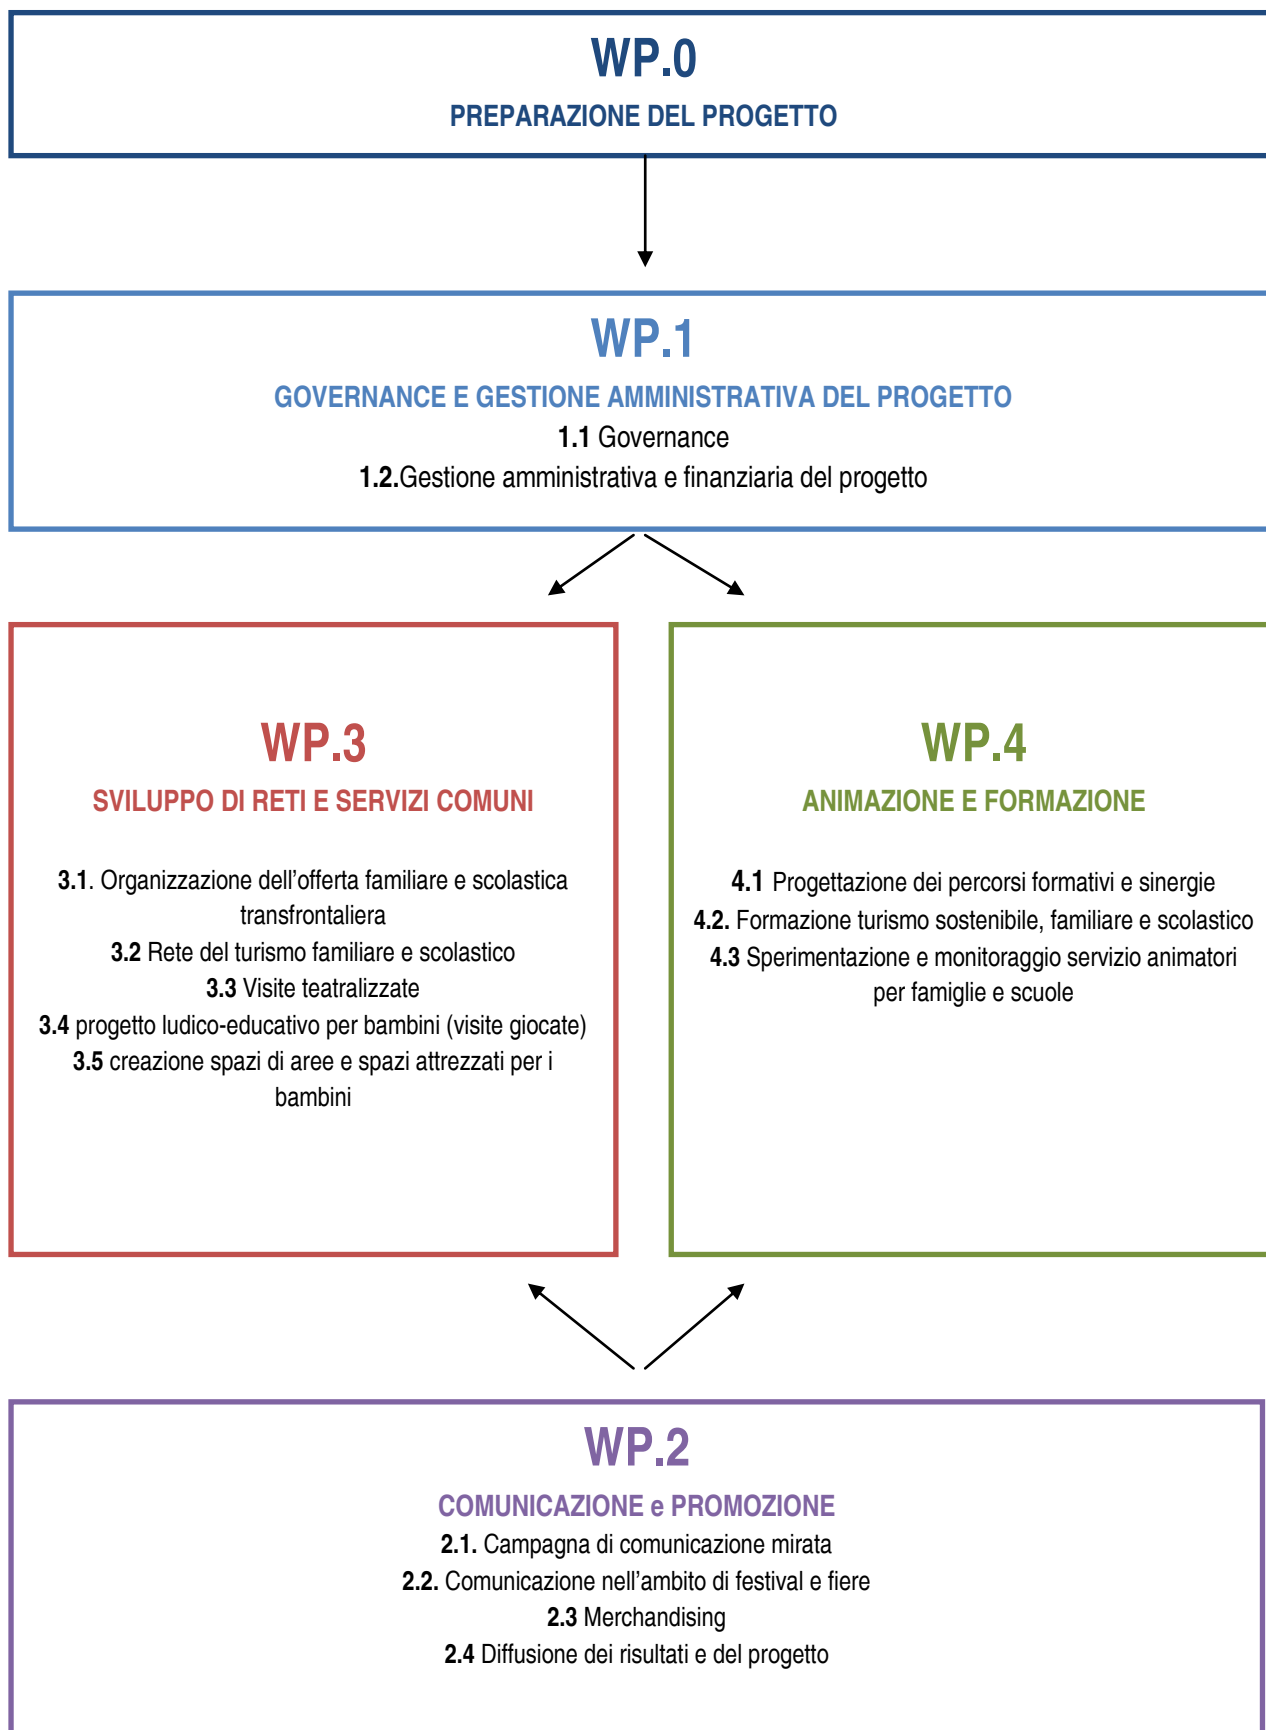 WP.0
PREPARAZIONE DEL PROGETTO
WP.1
GOVERNANCE E GESTIONE AMMINISTRATIVA DEL PROGETTO
1.1 Governance
1.2.Gestione amministrativa e finanziaria del progetto
WP.3
SVILUPPO DI RETI E SERVIZI COMUNI
3.1. Organizzazione dell’offerta familiare e scolastica
transfrontaliera
3.2 Rete del turismo familiare e scolastico
3.3 Visite teatralizzate
3.4 progetto ludico-educativo per bambini (visite giocate)
3.5 creazione spazi di aree e spazi attrezzati per i
bambini
WP.4
ANIMAZIONE E FORMAZIONE
4.1 Progettazione dei percorsi formativi e sinergie
4.2. Formazione turismo sostenibile, familiare e scolastico
4.3 Sperimentazione e monitoraggio servizio animatori
per famiglie e scuole
WP.2
COMUNICAZIONE e PROMOZIONE
2.1. Campagna di comunicazione mirata
2.2. Comunicazione nell’ambito di festival e fiere
2.3 Merchandising
2.4 Diffusione dei risultati e del progetto